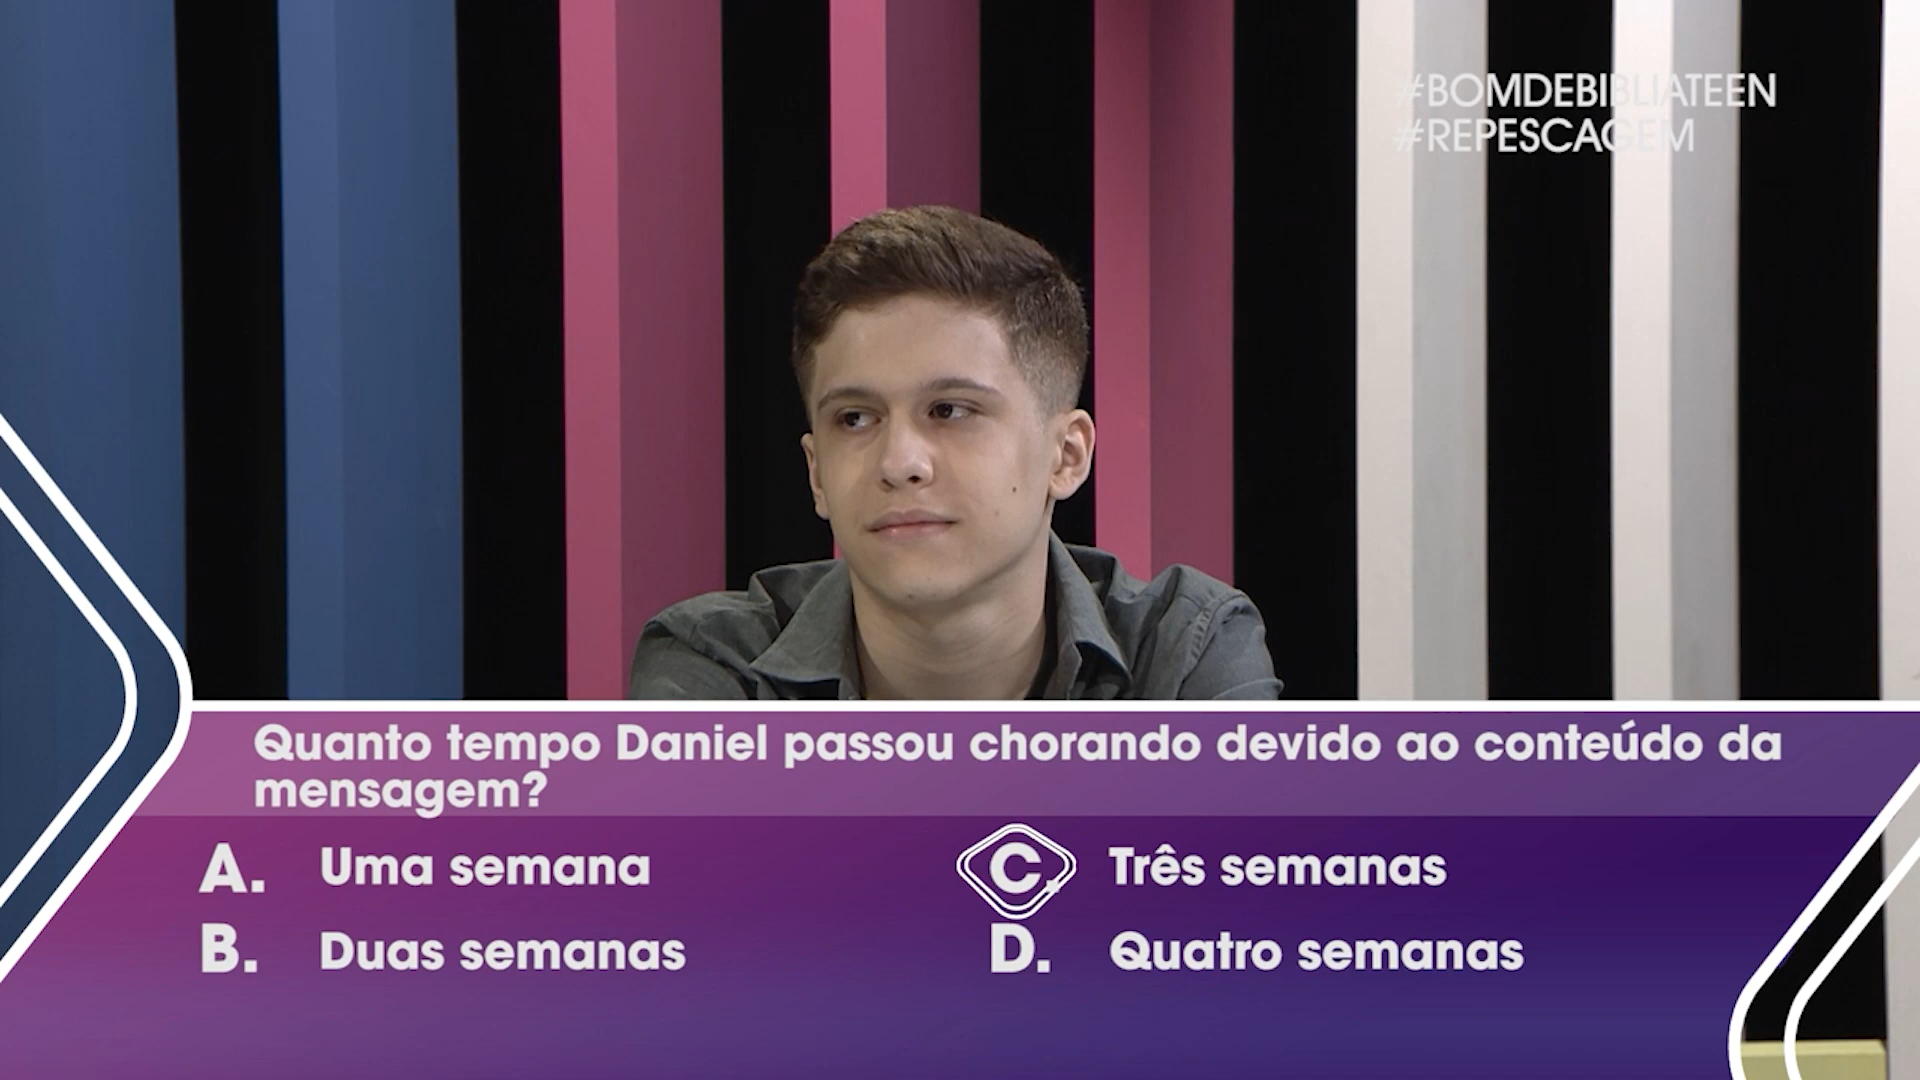 #BOMDEBIBLIATEEN
#REPESCAGEM
Quanto tempo Daniel passou chorando devido ao conteúdo da
mensagem?
A. Uma semana
B. Duas semanas
C. Três semanas
D. Quatro semanas